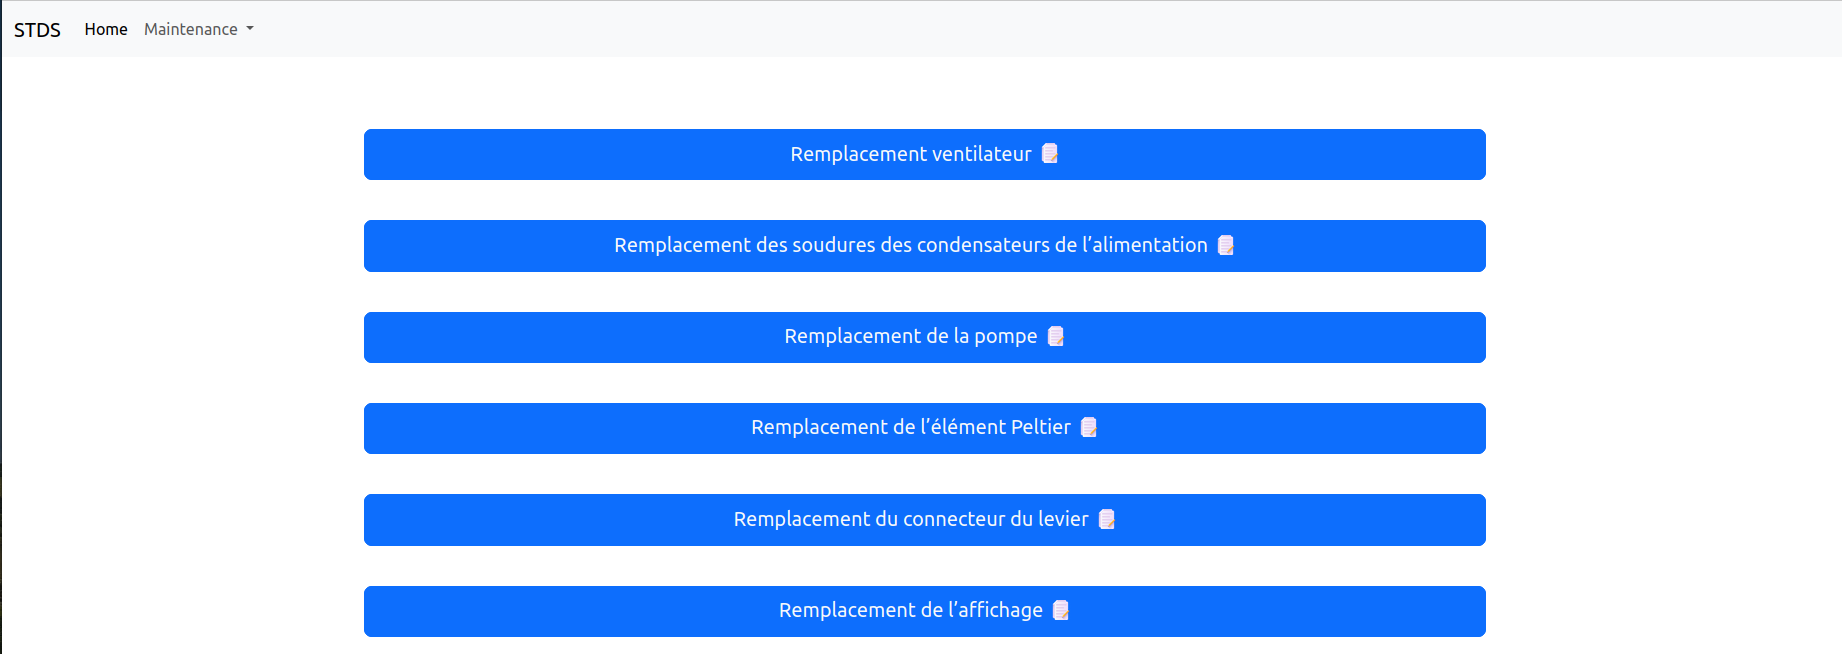 STDS Home Maintenance
Remplacement ventilateur
Remplacement des soudures des condensateurs de l’alimentation
Remplacement de la pompe
Remplacement de l’élément Peltier
Remplacement du connecteur du levier
Remplacement de l’affichage